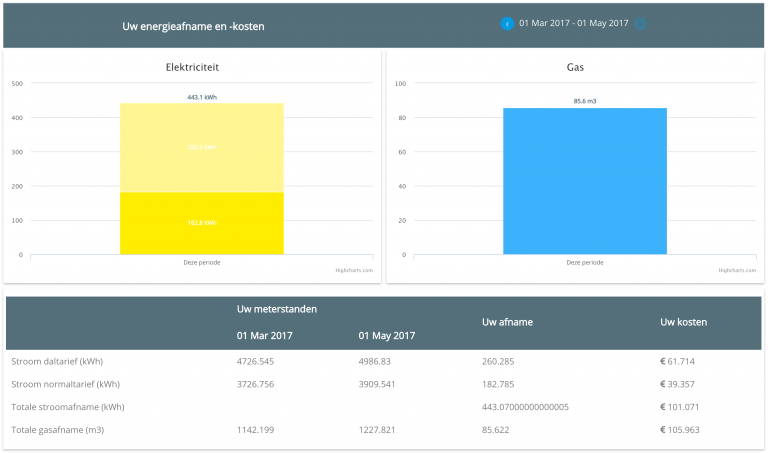 Uw energieafname en -kosten
‹ 01 Mar 2017 - 01 May 2017 ›
Elektriciteit
500
400
300
200
100
0
443.1 kWh
260.3 kWh
182.8 kWh
Deze periode
Highcharts.com
Gas
100
80
60
40
20
0
85.6 m3
Deze periode
Highcharts.com
Uw meterstanden
Uw afname Uw kosten
01 Mar 2017 01 May 2017
Stroom daltarief (kWh) 4726.545 4986.83 260.285 € 61.714
Stroom normaltarief (kWh) 3726.756 3909.541 182.785 € 39.357
Totale stroomafname (kWh) 443.07000000000005 € 101.071
Totale gasafname (m3) 1142.199 1227.821 85.622 € 105.963